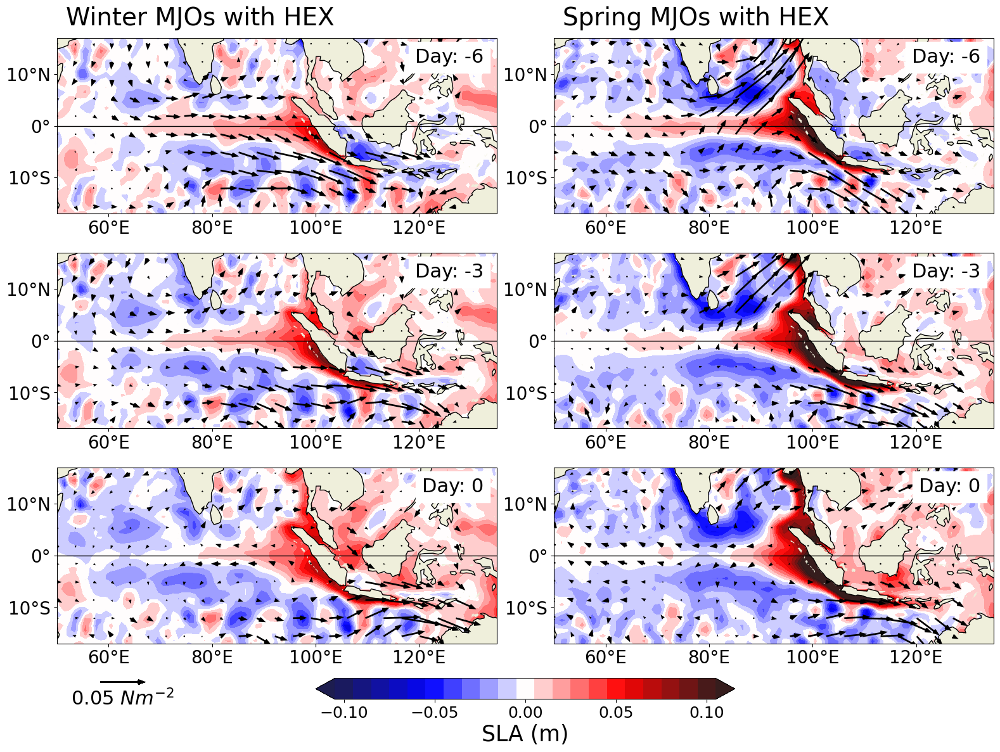 Winter MJOs with HEX
Spring MJOs with HEX
Day: -6
10°N
0°
10°S
60°E 80°E 100°E 120°E
Day: -6
10°N
0°
10°S
60°E 80°E 100°E 120°E
Day: -3
10°N
0°
10°S
60°E 80°E 100°E 120°E
Day: -3
10°N
0°
10°S
60°E 80°E 100°E 120°E
Day: 0
10°N
0°
10°S
60°E 80°E 100°E 120°E
Day: 0
10°N
0°
10°S
60°E 80°E 100°E 120°E
0.05 Nm⁻²
−0.10 −0.05 0.00 0.05 0.10
SLA (m)